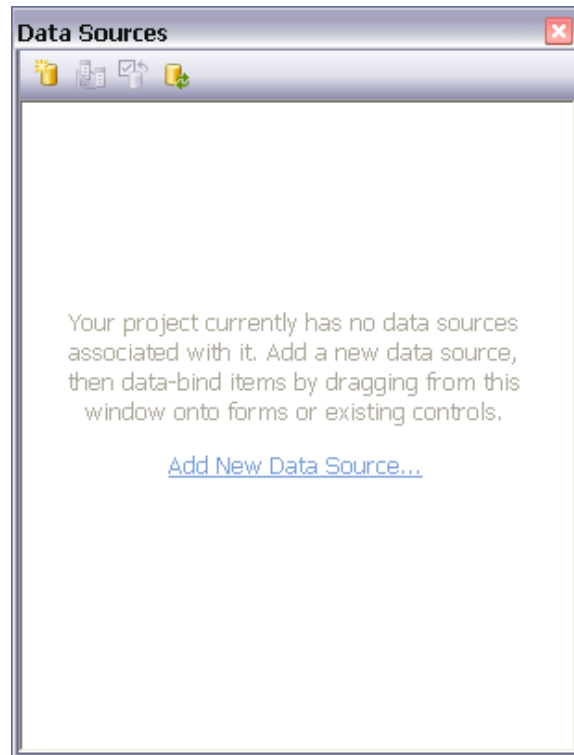 Data Sources
Your project currently has no data sources
associated with it. Add a new data source,
then data-bind items by dragging from this
window onto forms or existing controls.
Add New Data Source...